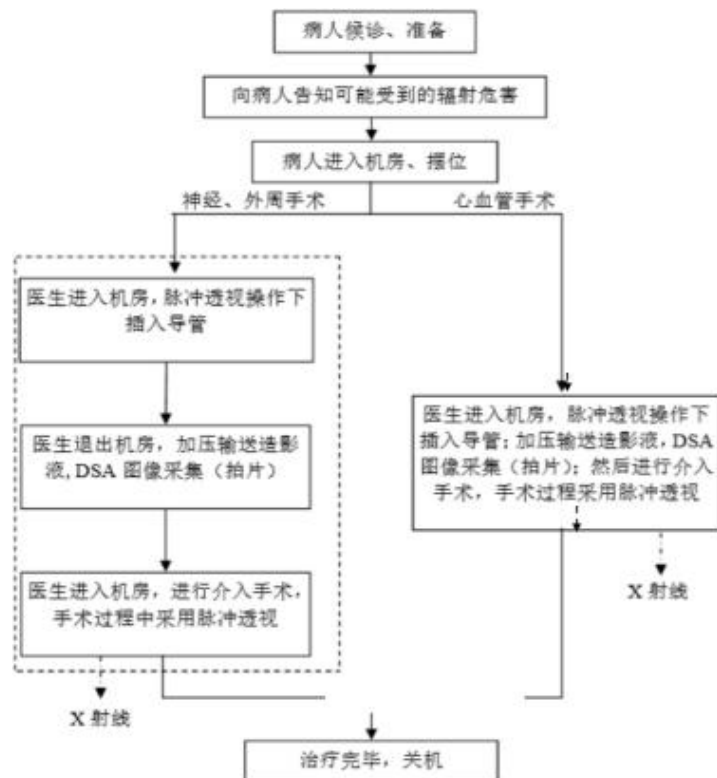 病人候诊、准备
向病人告知可能受到的辐射危害
病人进入机房、摆位
神经、外周手术
心血管手术
医生进入机房，脉冲透视操作下
插入导管
医生退出机房，加压输送造影
液, DSA 图像采集（拍片）
医生进入机房，进行介入手术，
手术过程中采用脉冲透视
X 射线
医生进入机房，脉冲透视操作下
插入导管；加压输送造影液，DSA
图像采集（拍片）；然后进行介入
手术，手术过程采用脉冲透视
X 射线
治疗完毕，关机